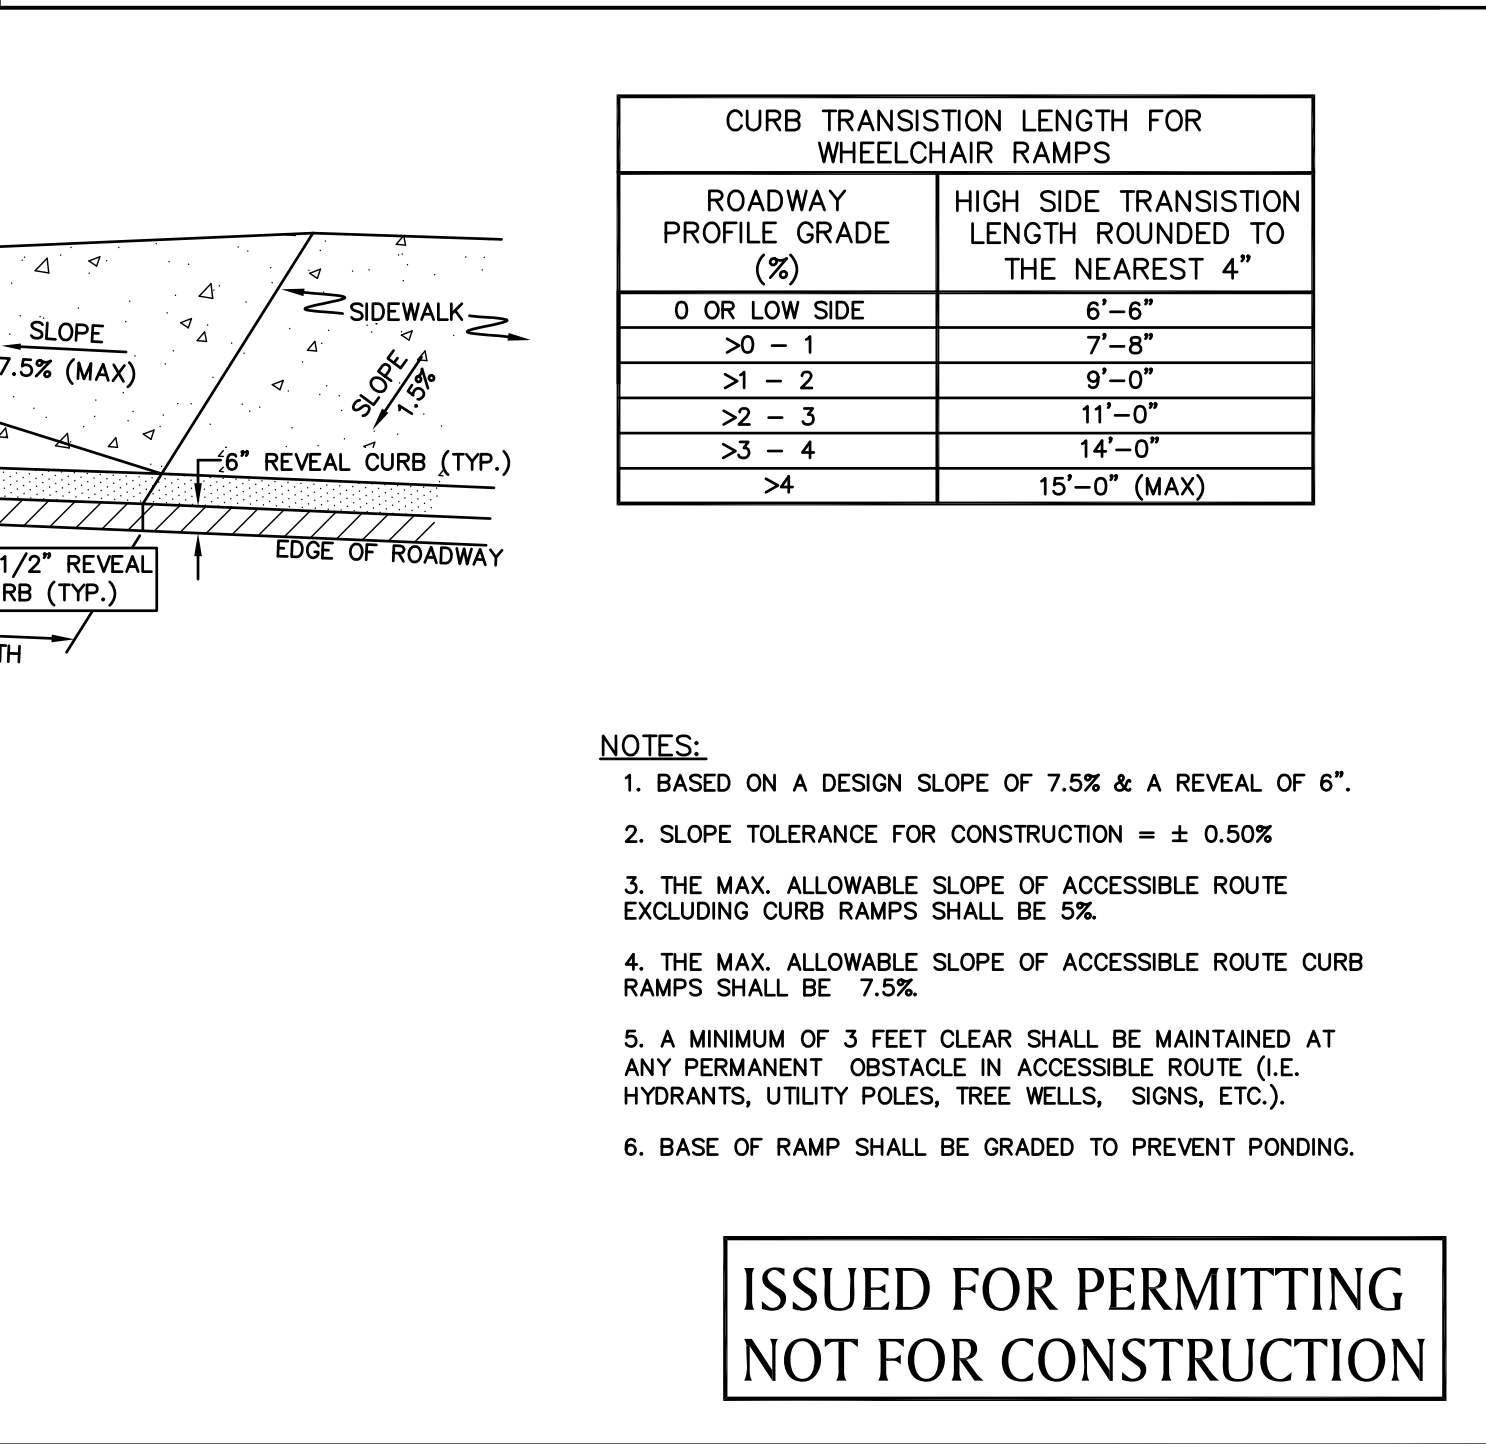 CURB TRANSISTION LENGTH FOR
WHEELCHAIR RAMPS
ROADWAY
PROFILE GRADE
(%)
HIGH SIDE TRANSISTION
LENGTH ROUNDED TO
THE NEAREST 4"
0 OR LOW SIDE 6'-6"
>0 - 1 7'-8"
>1 - 2 9'-0"
>2 - 3 11'-0"
>3 - 4 14'-0"
>4 15'-0" (MAX)
SIDEWALK
SLOPE
7.5% (MAX)
SLOPE
1.5%
6" REVEAL CURB (TYP.)
EDGE OF ROADWAY
1/2" REVEAL
RB (TYP.)
TH
NOTES:
1. BASED ON A DESIGN SLOPE OF 7.5% & A REVEAL OF 6".
2. SLOPE TOLERANCE FOR CONSTRUCTION = ± 0.50%
3. THE MAX. ALLOWABLE SLOPE OF ACCESSIBLE ROUTE
EXCLUDING CURB RAMPS SHALL BE 5%.
4. THE MAX. ALLOWABLE SLOPE OF ACCESSIBLE ROUTE CURB
RAMPS SHALL BE 7.5%.
5. A MINIMUM OF 3 FEET CLEAR SHALL BE MAINTAINED AT
ANY PERMANENT OBSTACLE IN ACCESSIBLE ROUTE (I.E.
HYDRANTS, UTILITY POLES, TREE WELLS, SIGNS, ETC.).
6. BASE OF RAMP SHALL BE GRADED TO PREVENT PONDING.
ISSUED FOR PERMITTING
NOT FOR CONSTRUCTION